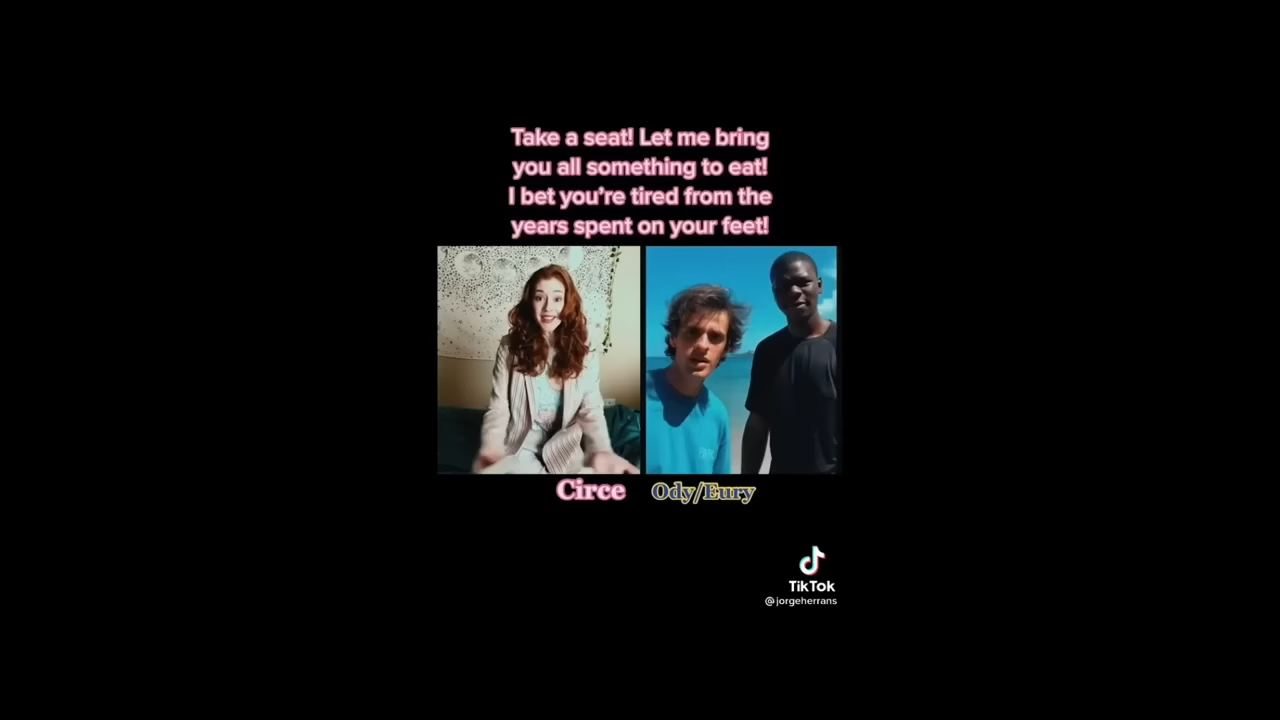 Take a seat! Let me bring
you all something to eat!
I bet you're tired from the
years spent on your feet!
Circe
Ody/Eury
TikTok
@jorgeherrans